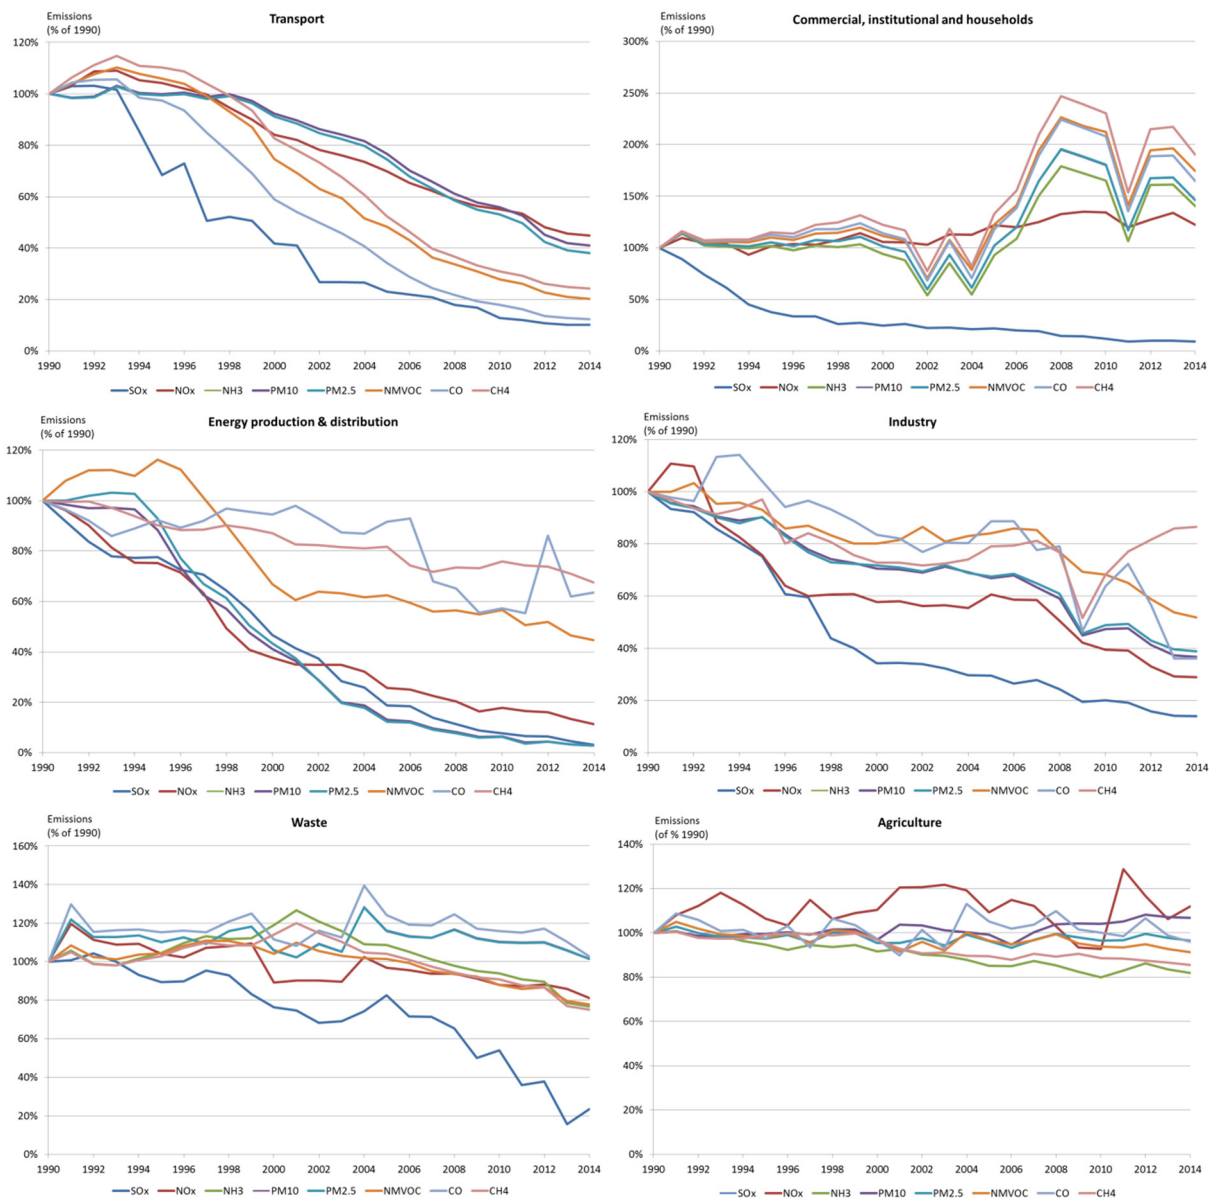 Emissions
(% of 1990)
Transport
120%
100%
80%
60%
40%
20%
0%
1990 1992 1994 1996 1998 2000 2002 2004 2006 2008 2010 2012 2014
SOx NOx NH3 PM10 PM2.5 NMVOC CO CH4
Emissions
(% of 1990)
Commercial, institutional and households
300%
250%
200%
150%
100%
50%
0%
1990 1992 1994 1996 1998 2000 2002 2004 2006 2008 2010 2012 2014
SOx NOx NH3 PM10 PM2.5 NMVOC CO CH4
Emissions
(% of 1990)
Energy production & distribution
120%
100%
80%
60%
40%
20%
0%
1990 1992 1994 1996 1998 2000 2002 2004 2006 2008 2010 2012 2014
SOx NOx NH3 PM10 PM2.5 NMVOC CO CH4
Emissions
(% of 1990)
Industry
120%
100%
80%
60%
40%
20%
0%
1990 1992 1994 1996 1998 2000 2002 2004 2006 2008 2010 2012 2014
SOx NOx NH3 PM10 PM2.5 NMVOC CO CH4
Emissions
(% of 1990)
Waste
160%
140%
120%
100%
80%
60%
40%
20%
0%
1990 1992 1994 1996 1998 2000 2002 2004 2006 2008 2010 2012 2014
SOx NOx NH3 PM10 PM2.5 NMVOC CO CH4
Emissions
(of % 1990)
Agriculture
140%
120%
100%
80%
60%
40%
20%
0%
1990 1992 1994 1996 1998 2000 2002 2004 2006 2008 2010 2012 2014
SOx NOx NH3 PM10 PM2.5 NMVOC CO CH4